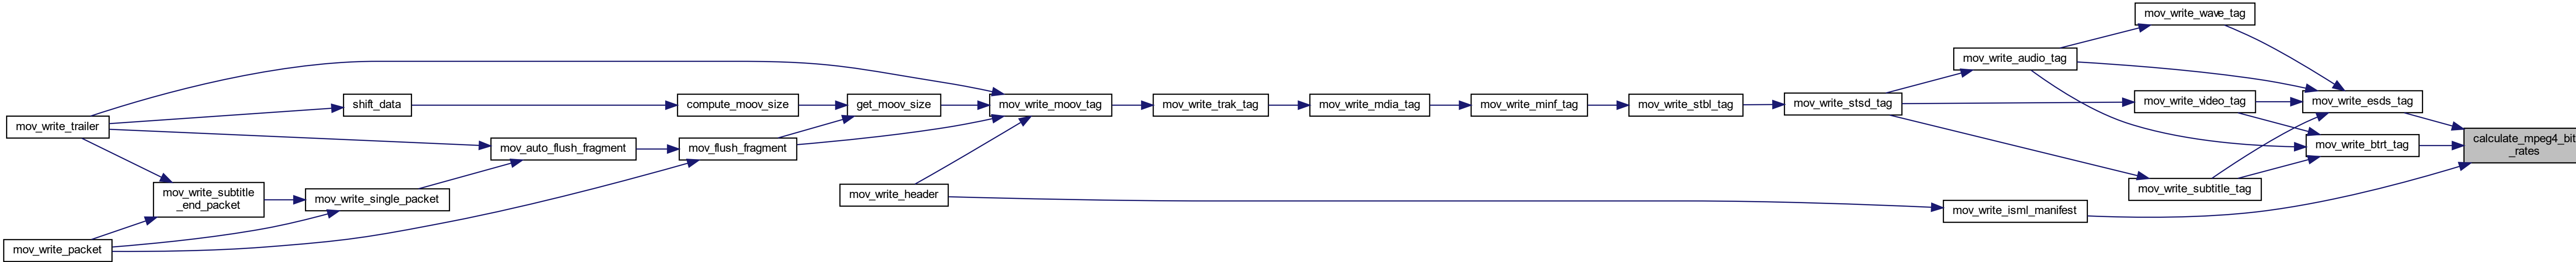 mov_write_trailer
mov_write_packet
mov_write_subtitle
_end_packet
shift_data
mov_write_single_packet
mov_auto_flush_fragment
compute_moov_size
mov_flush_fragment
get_moov_size
mov_write_header
mov_write_moov_tag
mov_write_trak_tag
mov_write_mdia_tag
mov_write_minf_tag
mov_write_stbl_tag
mov_write_stsd_tag
mov_write_audio_tag
mov_write_isml_manifest
mov_write_wave_tag
mov_write_video_tag
mov_write_subtitle_tag
mov_write_esds_tag
mov_write_btrt_tag
calculate_mpeg4_bit
_rates